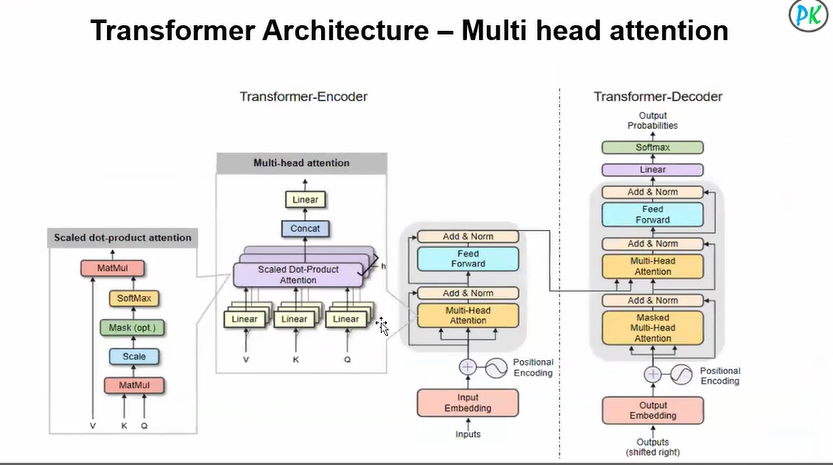 PK
Transformer Architecture – Multi head attention
Transformer-Encoder
Transformer-Decoder
Scaled dot-product attention
MatMul
SoftMax
Mask (opt.)
Scale
MatMul
V
K
Q
Multi-head attention
Linear
Concat
Scaled Dot-Product
Attention
h
Linear
Linear
Linear
V
K
Q
Add & Norm
Feed
Forward
Add & Norm
Multi-Head
Attention
Positional
Encoding
Input
Embedding
Inputs
Output
Probabilities
Softmax
Linear
Add & Norm
Feed
Forward
Add & Norm
Multi-Head
Attention
Add & Norm
Masked
Multi-Head
Attention
Positional
Encoding
Output
Embedding
Outputs
(shifted right)